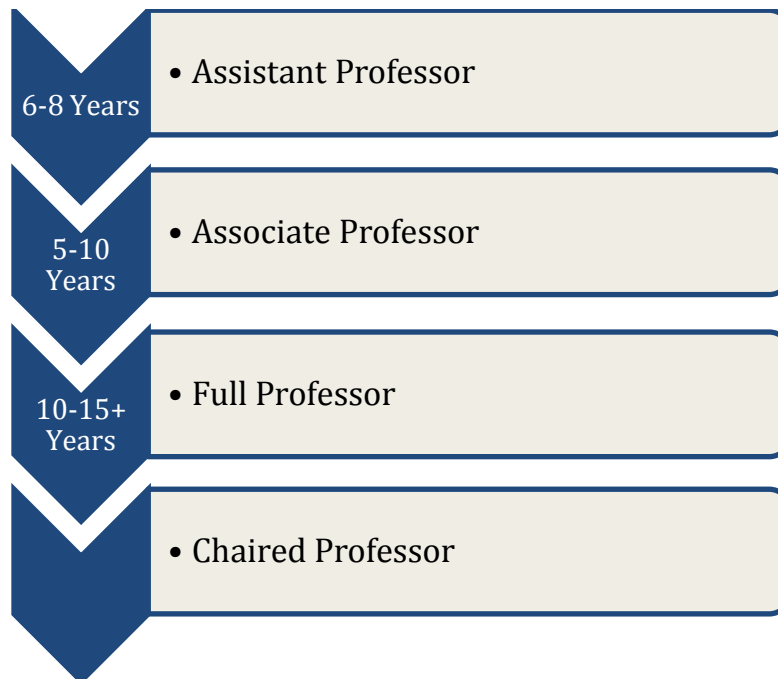 • Assistant Professor
6-8 Years
• Associate Professor
5-10
Years
• Full Professor
10-15+
Years
• Chaired Professor